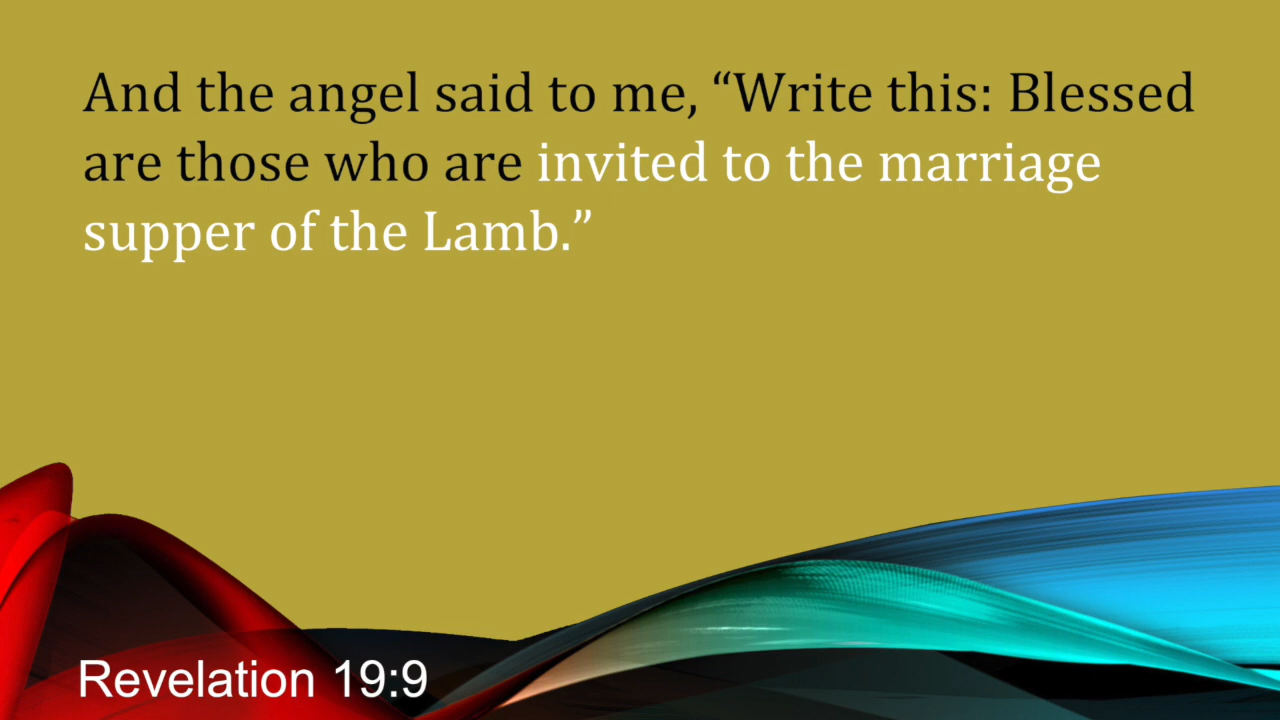 And the angel said to me, “Write this: Blessed
are those who are invited to the marriage
supper of the Lamb.”
Revelation 19:9